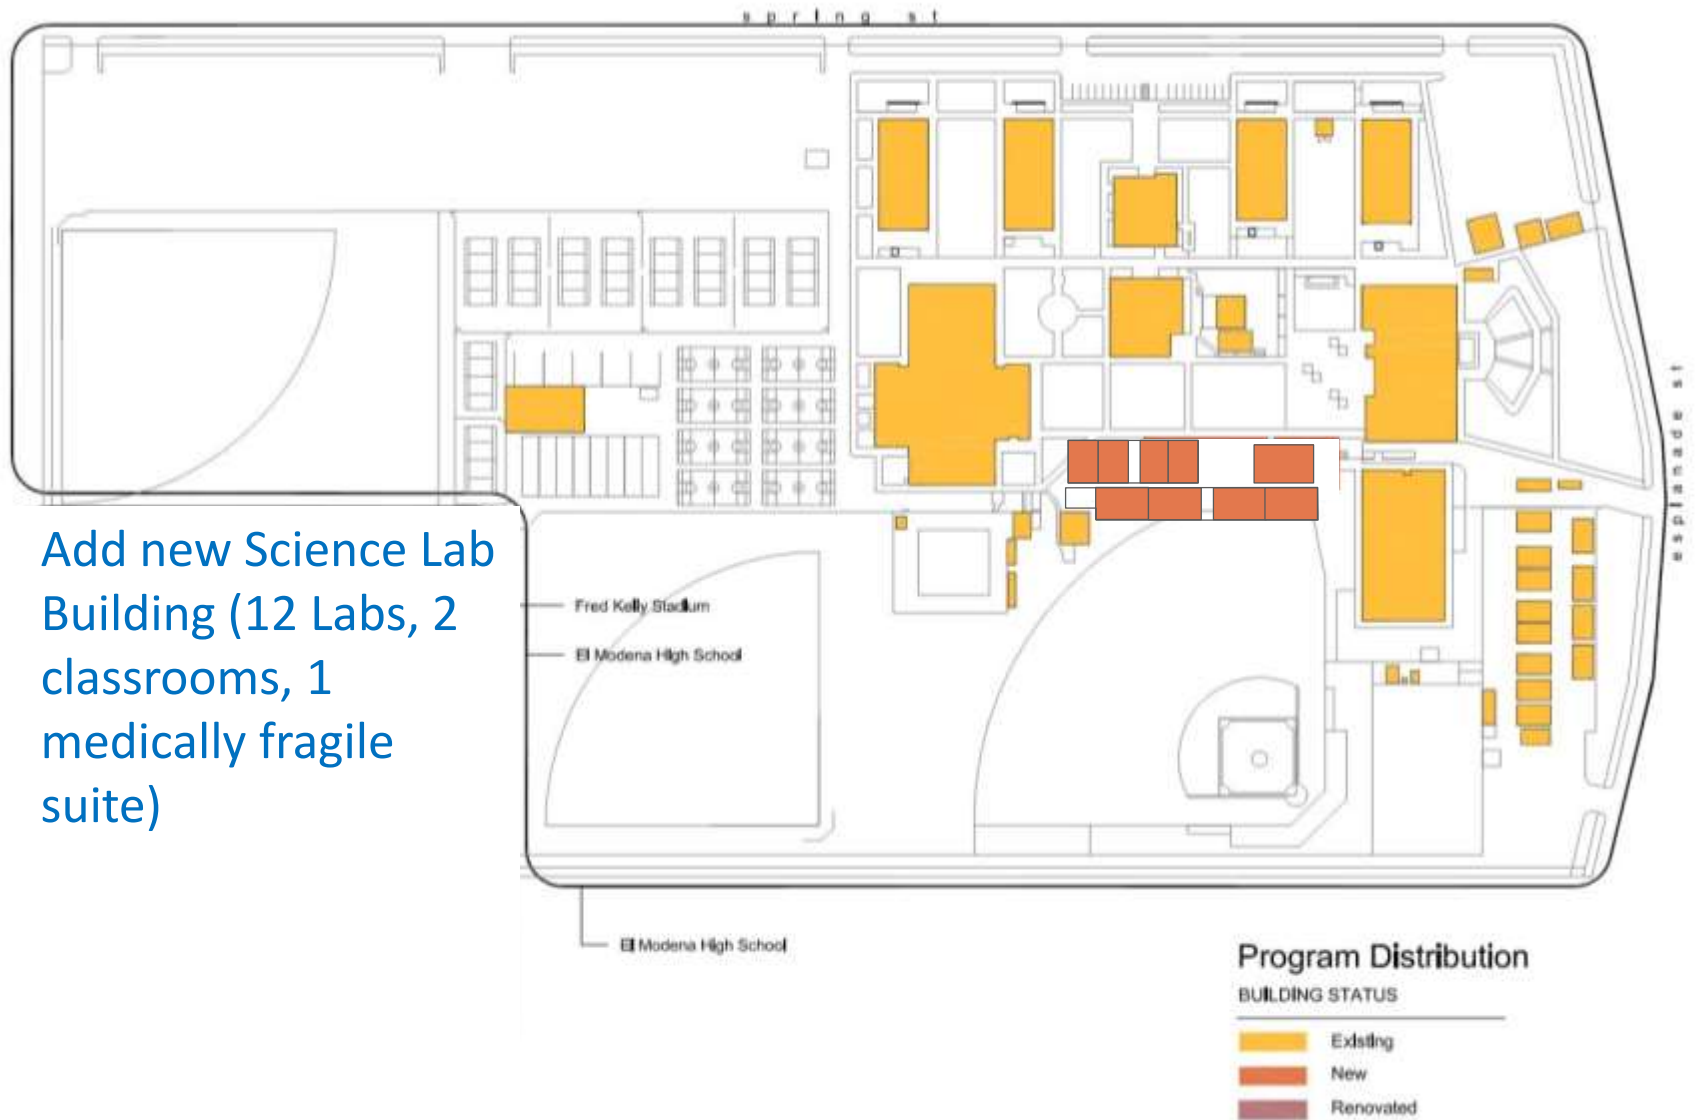 spring st
esplanade st
Add new Science Lab
Building (12 Labs, 2
classrooms, 1
medically fragile
suite)
Fred Kelly Stadium
El Modena High School
El Modena High School
Program Distribution
BUILDING STATUS
Existing
New
Renovated